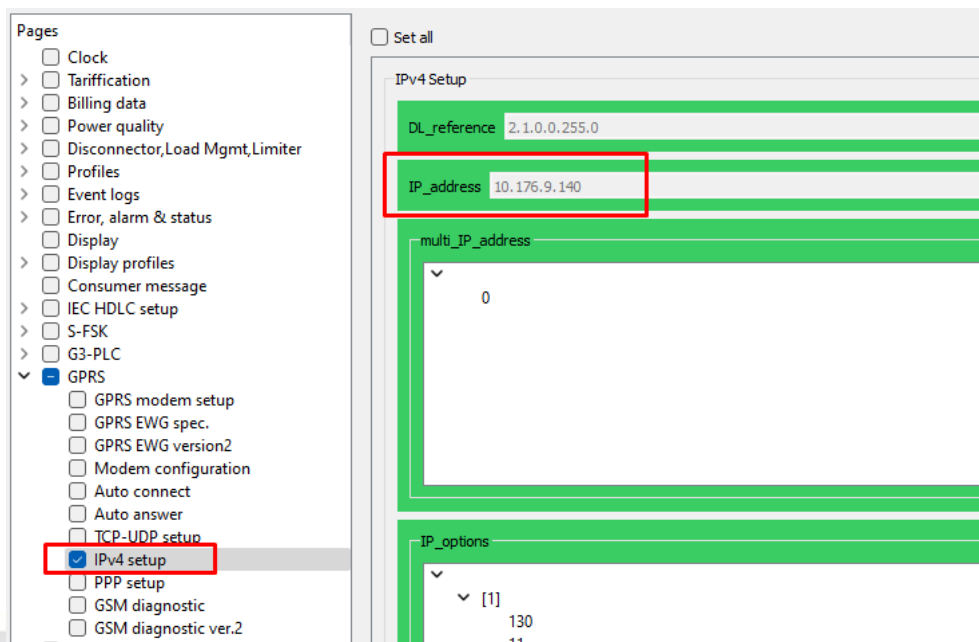 Pages
Clock
Tariffication
Billing data
Power quality
Disconnector,Load Mgmt,Limiter
Profiles
Event logs
Error, alarm & status
Display
Display profiles
Consumer message
IEC HDLC setup
S-FSK
G3-PLC
GPRS
GPRS modem setup
GPRS EWG spec.
GPRS EWG version2
Modem configuration
Auto connect
Auto answer
TCP-UDP setup
IPv4 setup
PPP setup
GSM diagnostic
GSM diagnostic ver.2
Set all
IPv4 Setup
DL_reference 2.1.0.0.255.0
IP_address 10.176.9.140
multi_IP_address
0
IP_options
[1]
130
11